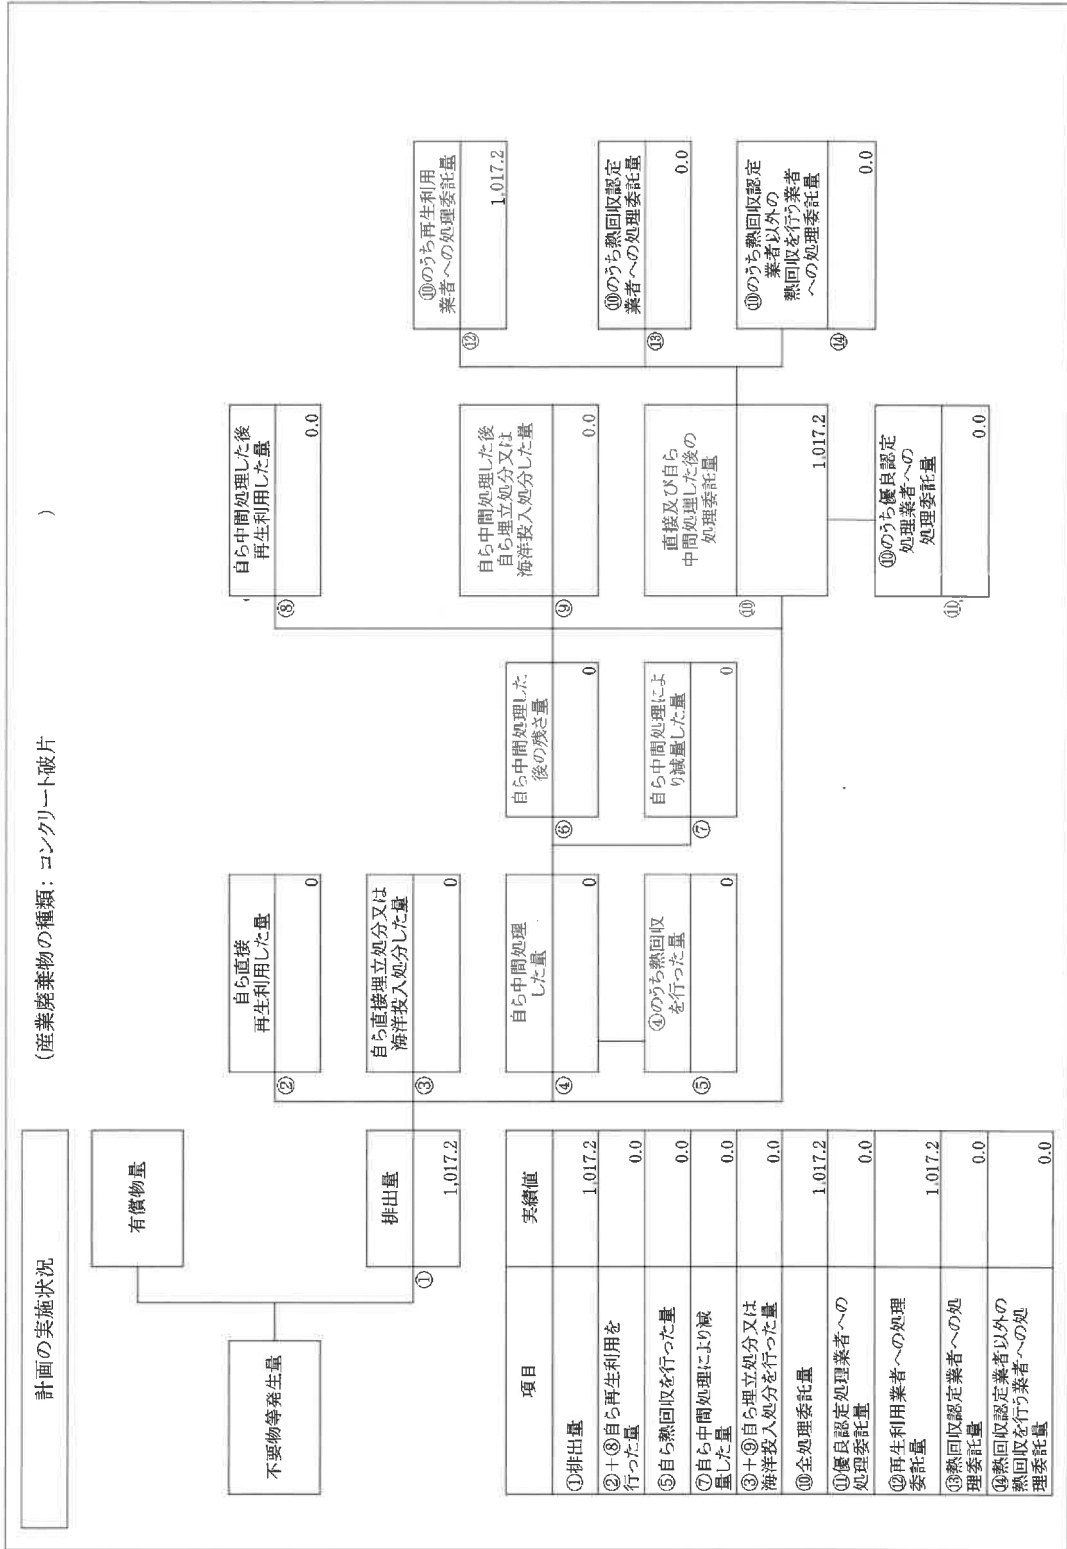 計画の実施状況
(産業廃棄物の種類：コンクリート破片　　　　　　)
不要物等発生量
有償物量
①
排出量
1,017.2
②
自ら直接
再生利用した量
0
③
自ら直接埋立処分又は
海洋投入処分した量
0
④
自ら中間処理
した量
0
⑤
④のうち熱回収
を行った量
0
⑥
自ら中間処理した
後の残さ量
0
⑦
自ら中間処理によ
り減量した量
0
⑧
自ら中間処理した後
再生利用した量
0.0
⑨
自ら中間処理した後
自ら埋立処分又は
海洋投入処分した量
0.0
⑩
直接及び自ら
中間処理した後の
処理委託量
1,017.2
⑪
⑩のうち優良認定
処理業者への
処理委託量
0.0
⑫
⑩のうち再生利用
業者への処理委託量
1,017.2
⑬
⑩のうち熱回収認定
業者への処理委託量
0.0
⑭
⑩のうち熱回収認定
業者以外の
熱回収を行う業者
への処理委託量
0.0
項目 実績値
①排出量 1,017.2
②＋⑧自ら再生利用を
行った量 0.0
⑤自ら熱回収を行った量 0.0
⑦自ら中間処理により減
量した量 0.0
③＋⑨自ら埋立処分又は
海洋投入処分を行った量 0.0
⑩全処理委託量 1,017.2
⑪優良認定処理業者への
処理委託量 0.0
⑫再生利用業者への処理
委託量 1,017.2
⑬熱回収認定業者への処
理委託量 0.0
⑭熱回収認定業者以外の
熱回収を行う業者への処
理委託量 0.0